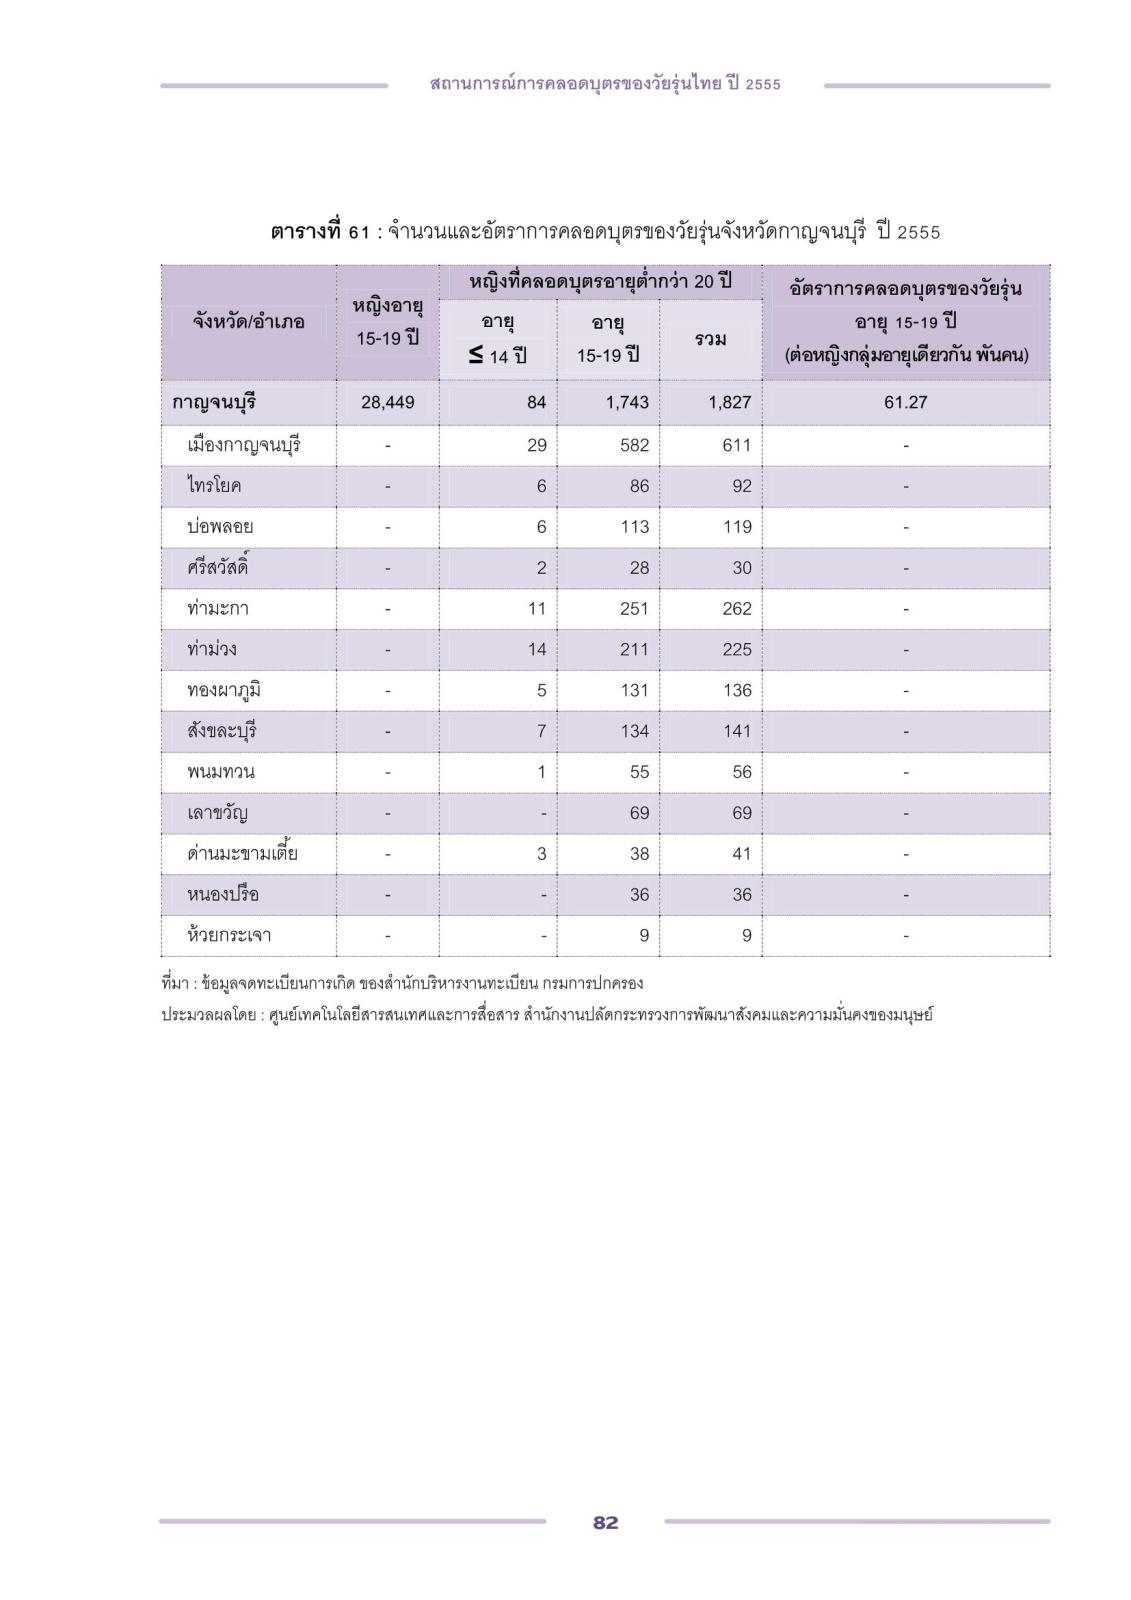 สถานการณ์การคลอดบุตรของวัยรุ่นไทย ปี 2555
ตารางที่ 61 : จำนวนและอัตราการคลอดบุตรของวัยรุ่นจังหวัดกาญจนบุรี ปี 2555
จังหวัด/อำเภอ
หญิงอายุ
15-19 ปี
หญิงที่คลอดบุตรอายุต่ำกว่า 20 ปี
อายุ
≤ 14 ปี
อายุ
15-19 ปี
รวม
อัตราการคลอดบุตรของวัยรุ่น
อายุ 15-19 ปี
(ต่อหญิงกลุ่มอายุเดียวกัน พันคน)
กาญจนบุรี 28,449 84 1,743 1,827 61.27
เมืองกาญจนบุรี - 29 582 611 -
ไทรโยค - 6 86 92 -
บ่อพลอย - 6 113 119 -
ศรีสวัสดิ์ - 2 28 30 -
ท่ามะกา - 11 251 262 -
ท่าม่วง - 14 211 225 -
ทองผาภูมิ - 5 131 136 -
สังขละบุรี - 7 134 141 -
พนมทวน - 1 55 56 -
เลาขวัญ - - 69 69 -
ด่านมะขามเตี้ย - 3 38 41 -
หนองปรือ - - 36 36 -
ห้วยกระเจา - - 9 9 -
ที่มา : ข้อมูลจดทะเบียนการเกิด ของสำนักบริหารงานทะเบียน กรมการปกครอง
ประมวลผลโดย : ศูนย์เทคโนโลยีสารสนเทศและการสื่อสาร สำนักงานปลัดกระทรวงการพัฒนาสังคมและความมั่นคงของมนุษย์
82